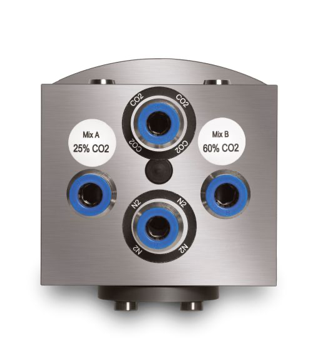 CO2 CO2
Mix A
25% CO2
Mix B
60% CO2
CO2 CO2
N2 N2
N2 N2